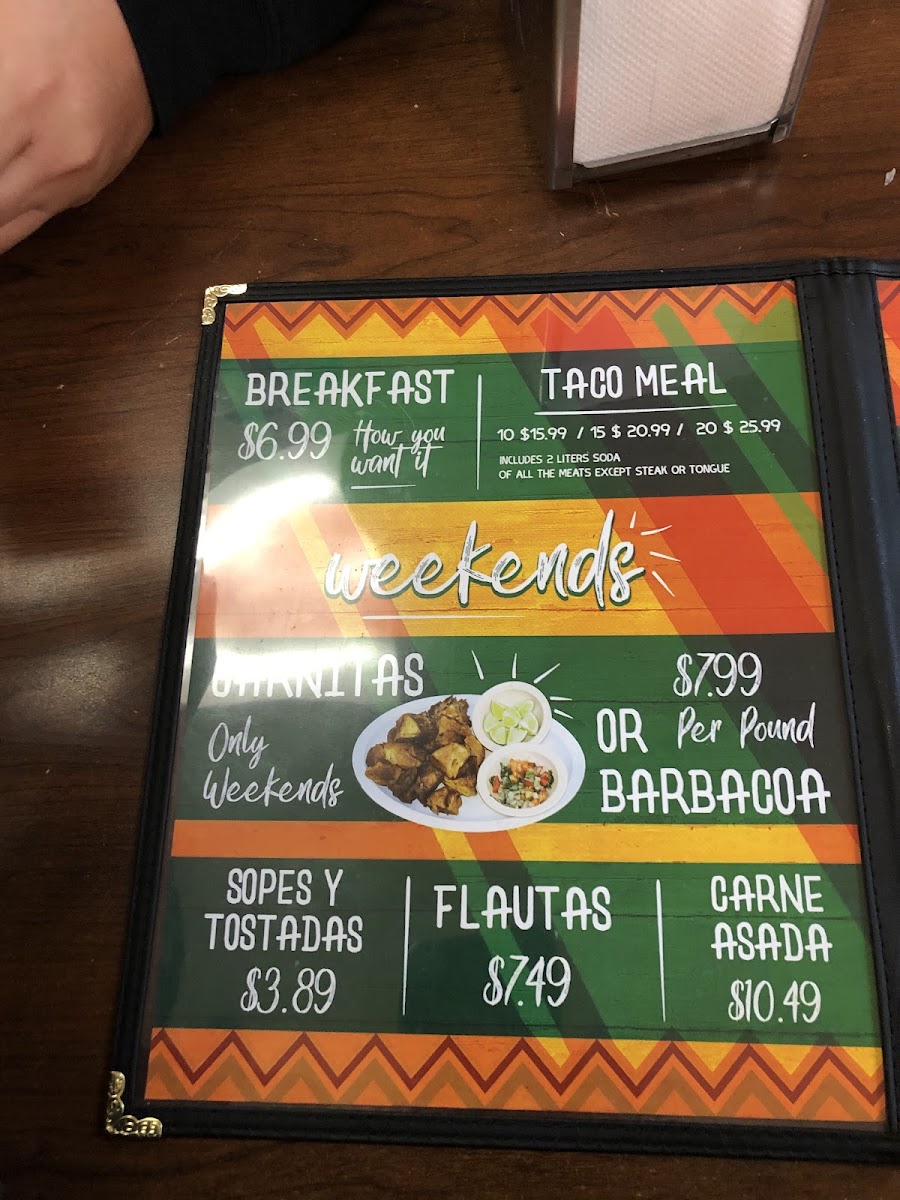 BREAKFAST
$6.99 How you
want it
TACO MEAL
10 $15.99 / 15 $ 20.99 / 20 $ 25.99
INCLUDES 2 LITERS SODA
OF ALL THE MEATS EXCEPT STEAK OR TONGUE
weekends
CARNITAS
Only
Weekends
$7.99
OR Per Pound
BARBACOA
SOPES Y
TOSTADAS
$3.89
FLAUTAS
$7.49
CARNE
ASADA
$10.49